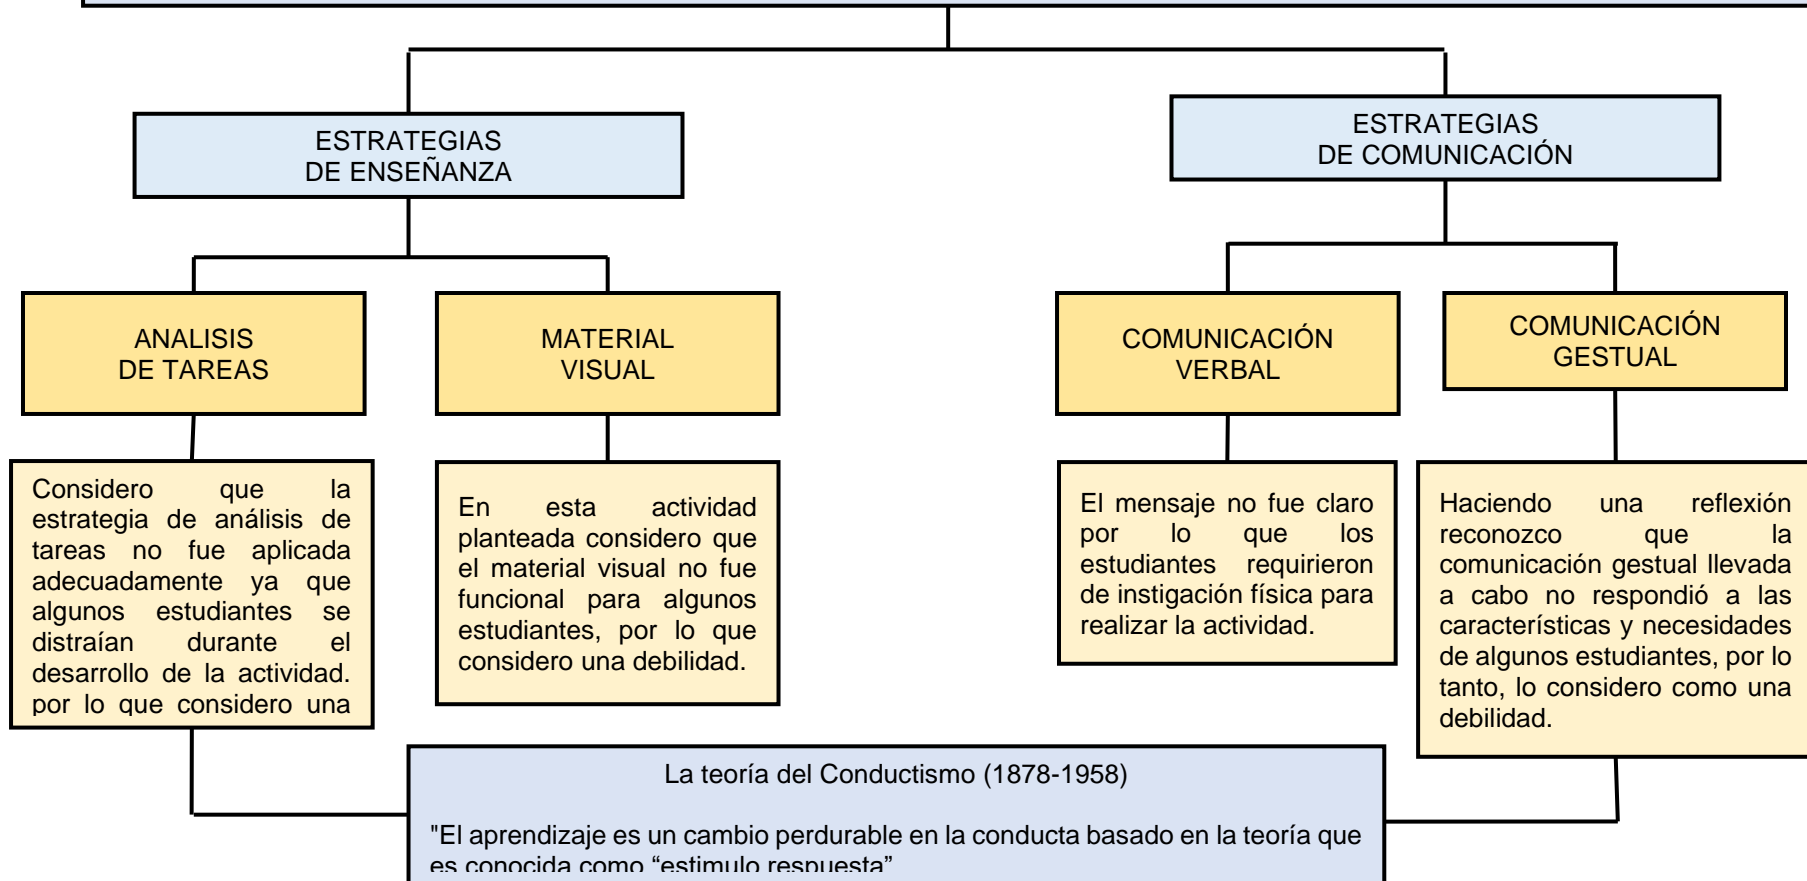 ESTRATEGIAS
DE ENSEÑANZA
ESTRATEGIAS
DE COMUNICACIÓN
ANALISIS
DE TAREAS
MATERIAL
VISUAL
COMUNICACIÓN
VERBAL
COMUNICACIÓN
GESTUAL
Considero que la
estrategia de análisis de
tareas no fue aplicada
adecuadamente ya que
algunos estudiantes se
distraían durante el
desarrollo de la actividad.
por lo que considero una
En esta actividad
planteada considero que
el material visual no fue
funcional para algunos
estudiantes, por lo que
considero una debilidad.
El mensaje no fue claro
por lo que los
estudiantes requirieron
de instigación física para
realizar la actividad.
Haciendo una reflexión
reconozco que la
comunicación gestual llevada
a cabo no respondió a las
características y necesidades
de algunos estudiantes, por lo
tanto, lo considero como una
debilidad.
La teoría del Conductismo (1878-1958)
"El aprendizaje es un cambio perdurable en la conducta basado en la teoría que
es conocida como “estimulo respuesta”